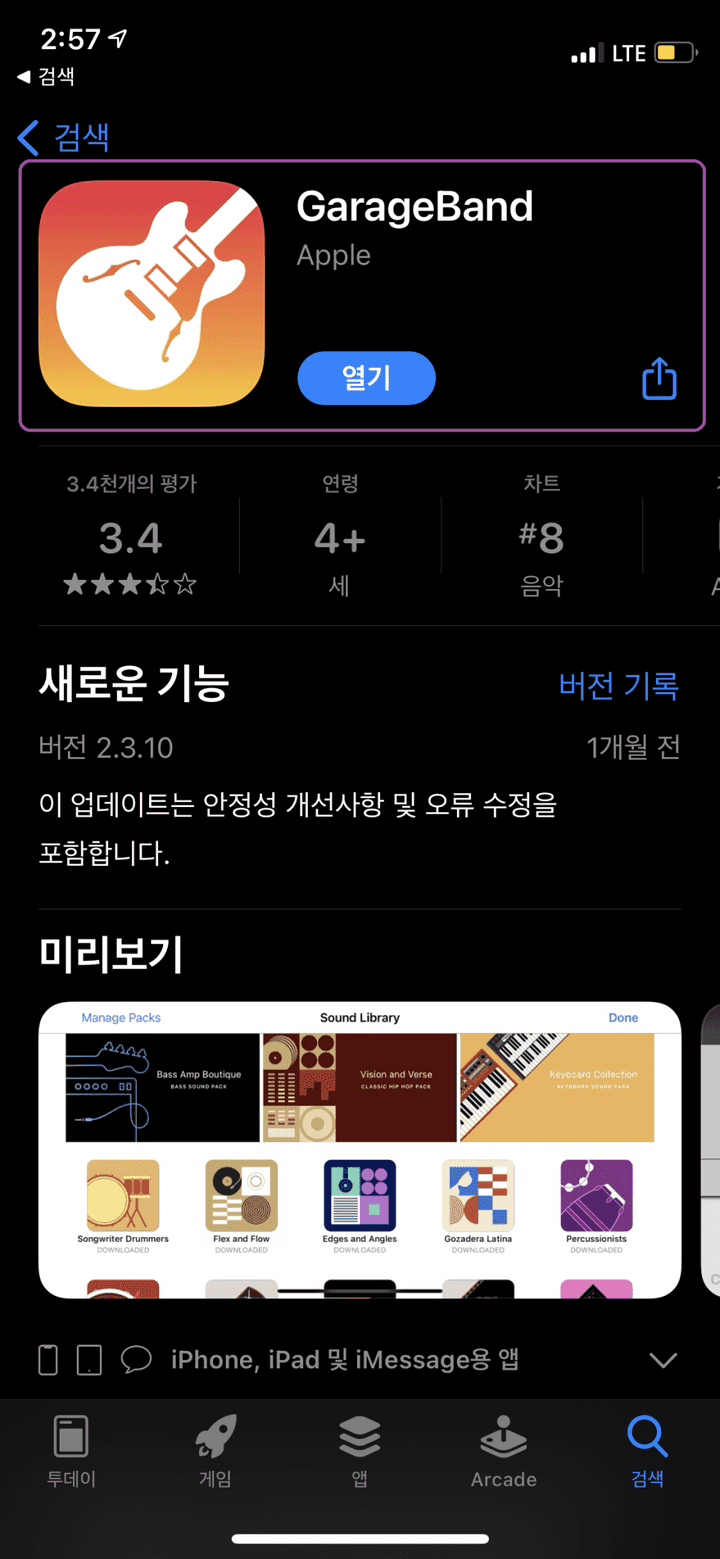 2:57
LTE
◀ 검색
검색
GarageBand
Apple
열기
3.4천개의 평가
연령
차트
3.4
4+
#8
세
음악
새로운 기능
버전 기록
버전 2.3.10
1개월 전
이 업데이트는 안정성 개선사항 및 오류 수정을
포함합니다.
미리보기
Manage Packs
Sound Library
Done
Bass Amp Boutique
BASS SOUND PACK
Vision and Verse
CLASSIC HIP HOP PACK
Keyboard Collection
KEYBOARD SOUND PACK
Songwriter Drummers
Flex and Flow
Edges and Angles
Gozadera Latina
Percussionists
DOWNLOADED
DOWNLOADED
DOWNLOADED
DOWNLOADED
DOWNLOADED
iPhone, iPad 및 iMessage용 앱
투데이
게임
앱
Arcade
검색